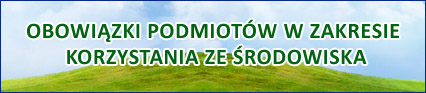 OBOWIĄZKI PODMIOTÓW W ZAKRESIE
KORZYSTANIA ZE ŚRODOWISKA